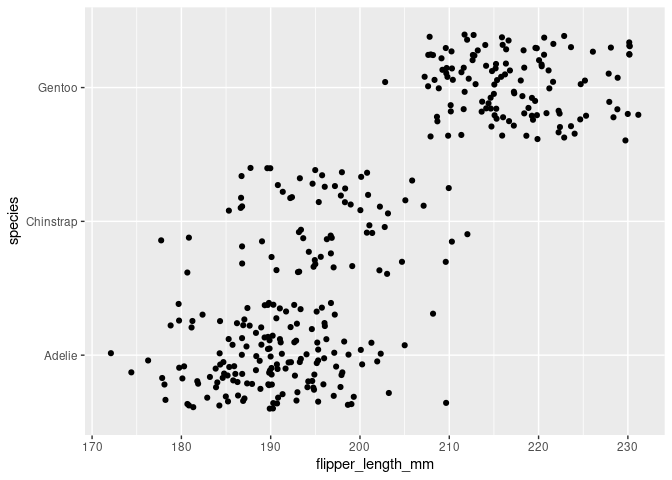 Gentoo
Chinstrap
Adelie
species
170 180 190 200 210 220 230
flipper_length_mm